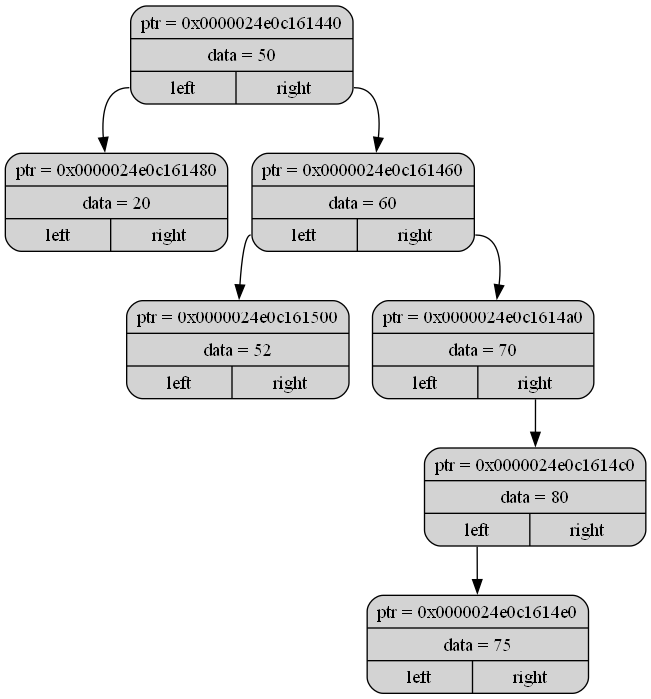 ptr = 0x0000024e0c161440
data = 50
left right
ptr = 0x0000024e0c161480
data = 20
left right
ptr = 0x0000024e0c161460
data = 60
left right
ptr = 0x0000024e0c161500
data = 52
left right
ptr = 0x0000024e0c1614a0
data = 70
left right
ptr = 0x0000024e0c1614c0
data = 80
left right
ptr = 0x0000024e0c1614e0
data = 75
left right